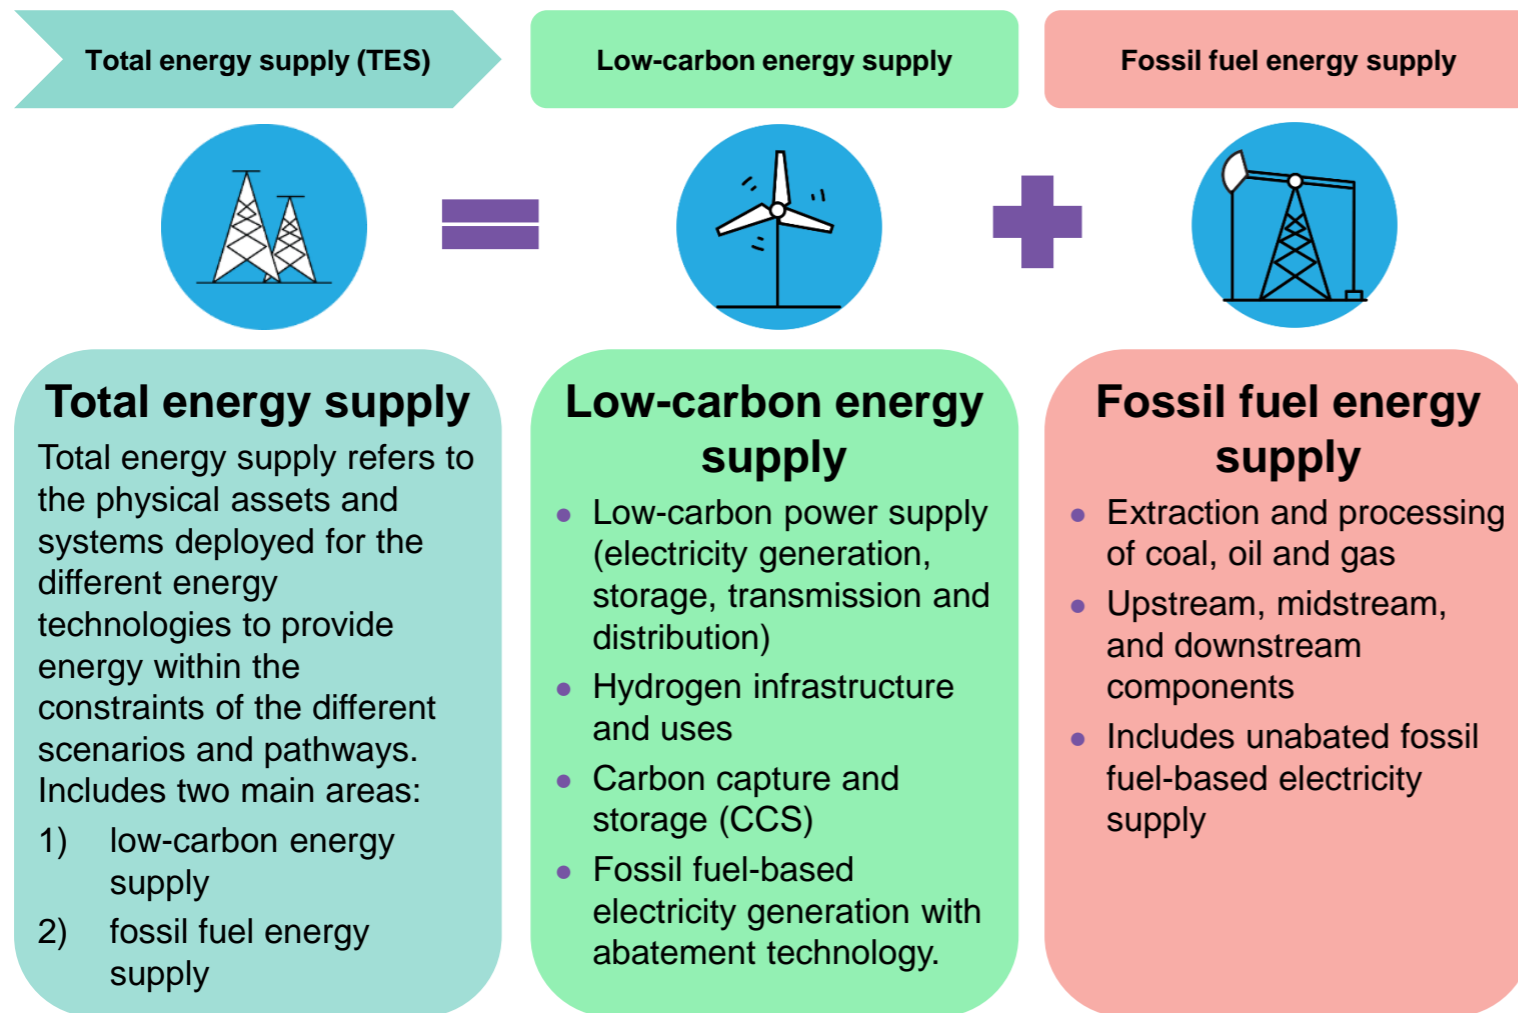 Total energy supply (TES)
Low-carbon energy supply
Fossil fuel energy supply
Total energy supply
Total energy supply refers to
the physical assets and
systems deployed for the
different energy
technologies to provide
energy within the
constraints of the different
scenarios and pathways.
Includes two main areas:
1) low-carbon energy
supply
2) fossil fuel energy
supply
Low-carbon energy
supply
● Low-carbon power supply
(electricity generation,
storage, transmission and
distribution)
● Hydrogen infrastructure
and uses
● Carbon capture and
storage (CCS)
● Fossil fuel-based
electricity generation with
abatement technology.
Fossil fuel energy
supply
● Extraction and processing
of coal, oil and gas
● Upstream, midstream,
and downstream
components
● Includes unabated fossil
fuel-based electricity
supply